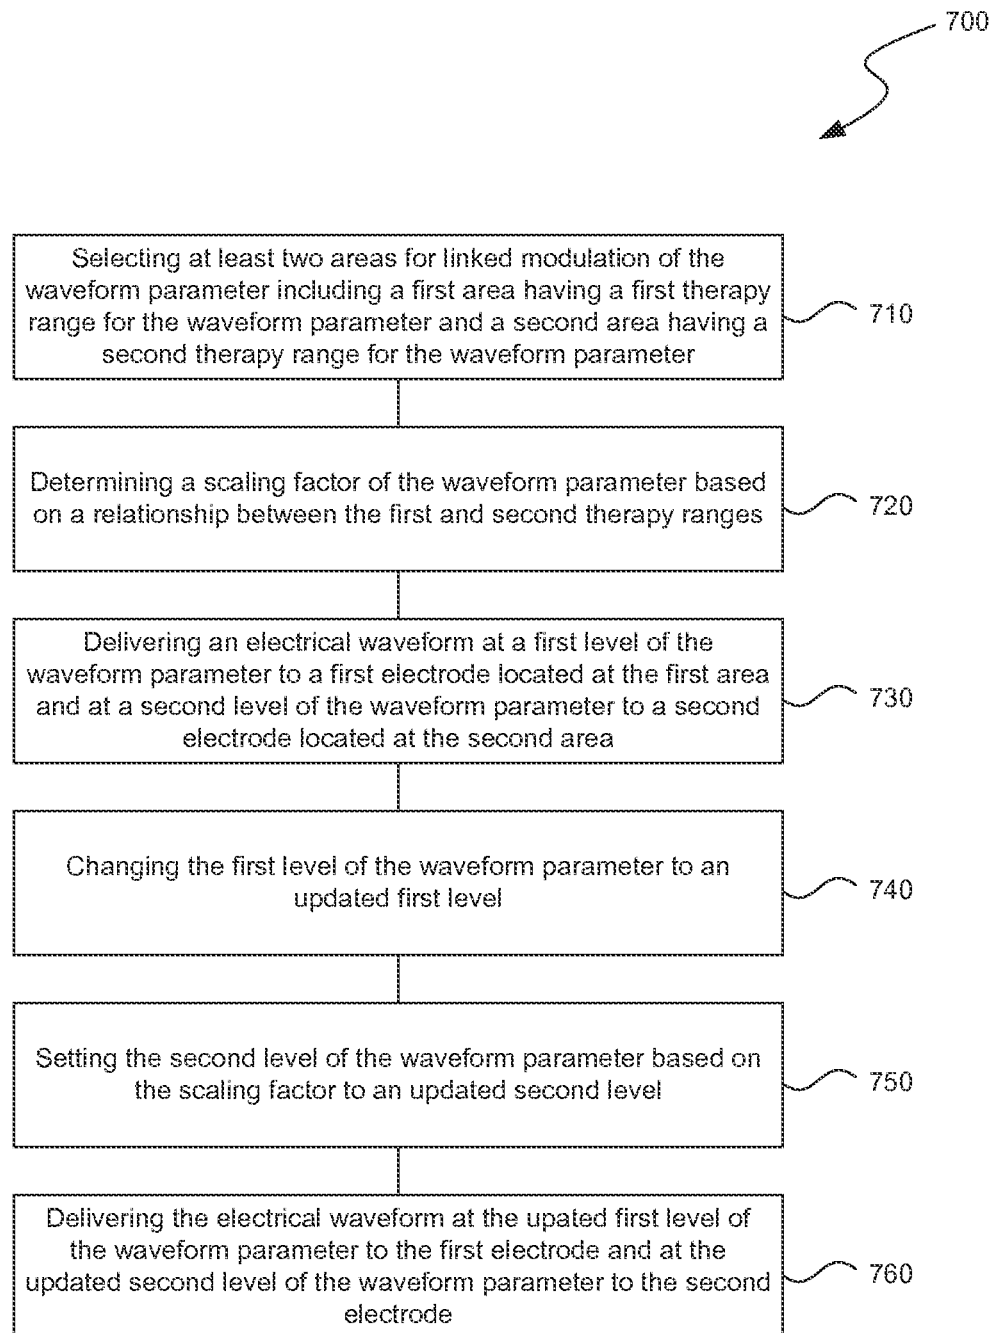 700
Selecting at least two areas for linked modulation of the
waveform parameter including a first area having a first therapy
range for the waveform parameter and a second area having a
second therapy range for the waveform parameter
710
Determining a scaling factor of the waveform parameter based
on a relationship between the first and second therapy ranges
720
Delivering an electrical waveform at a first level of the
waveform parameter to a first electrode located at the first area
and at a second level of the waveform parameter to a second
electrode located at the second area
730
Changing the first level of the waveform parameter to an
updated first level
740
Setting the second level of the waveform parameter based on
the scaling factor to an updated second level
750
Delivering the electrical waveform at the upated first level of
the waveform parameter to the first electrode and at the
updated second level of the waveform parameter to the second
electrode
760